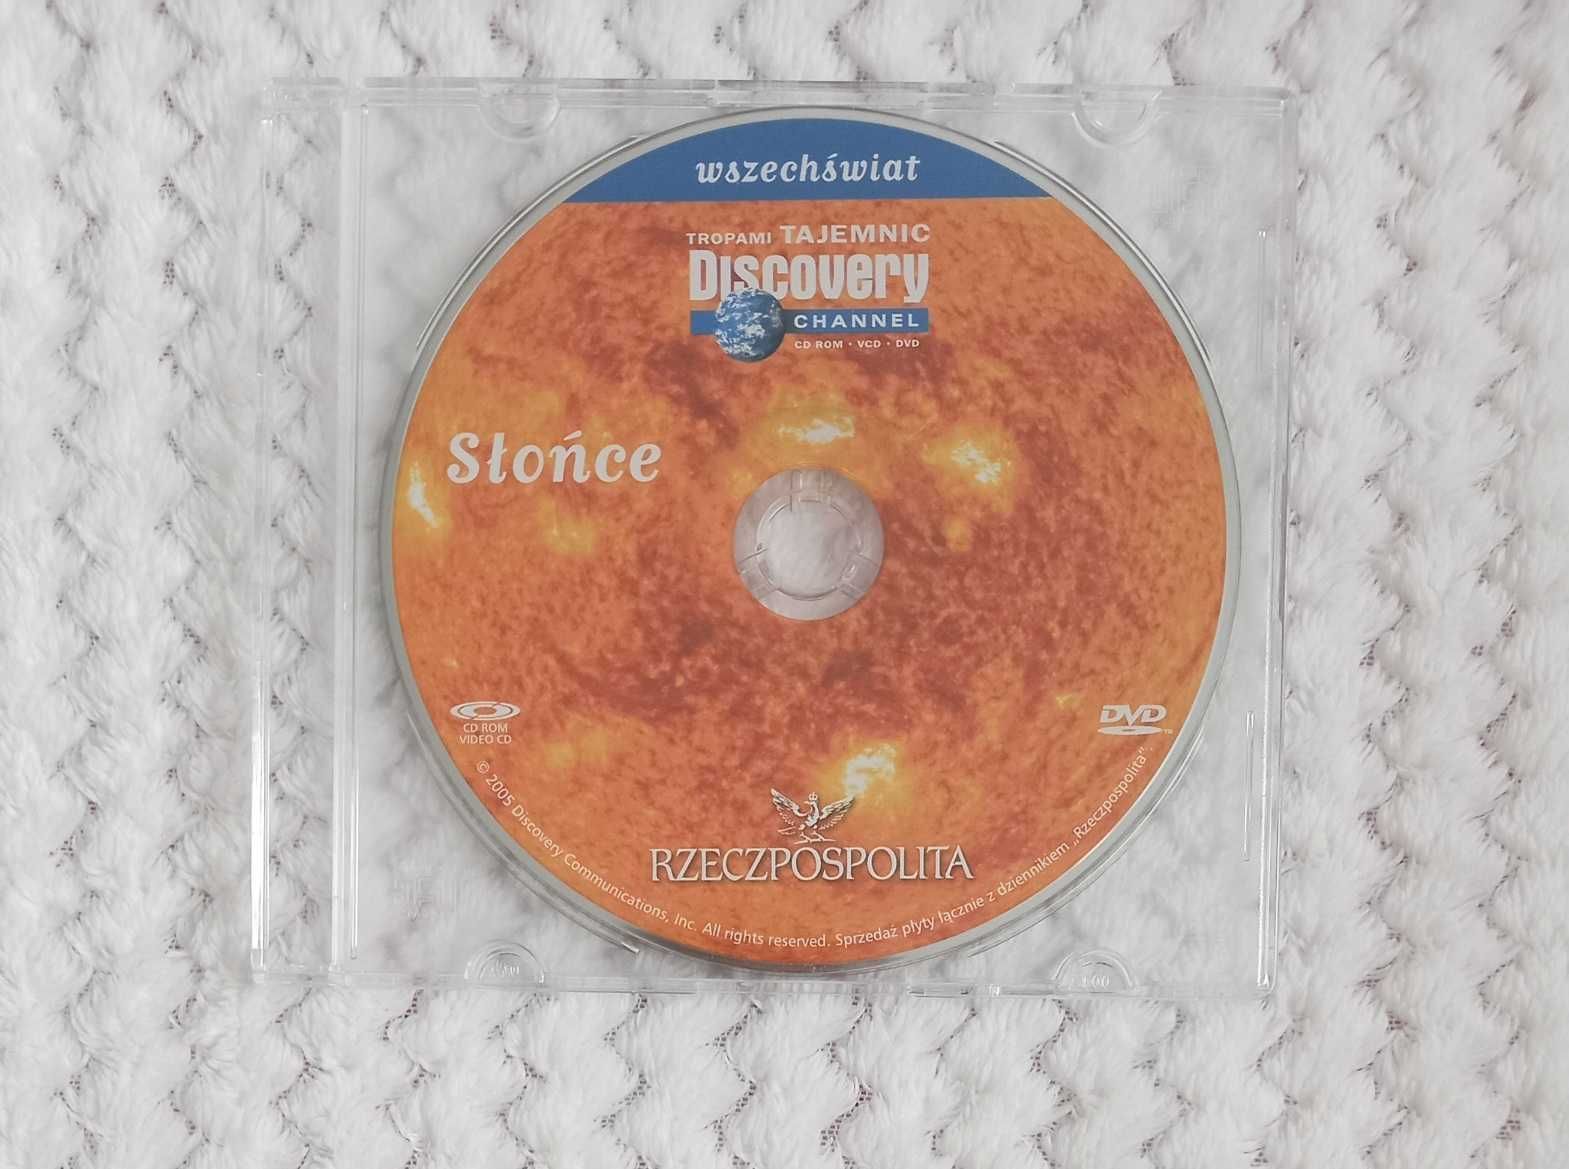 wszechświat
TROPAMI TAJEMNIC
Discovery
CHANNEL
CD ROM • VCD • DVD
Słońce
CD ROM
VIDEO CD
DVD™
RZECZPOSPOLITA
© 2005 Discovery Communications, Inc. All rights reserved. Sprzedaż płyty łącznie z dziennikiem „Rzeczpospolita”.